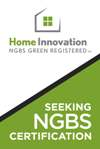 Home Innovation
NGBS GREEN REGISTERED
SEEKING
NGBS
CERTIFICATION